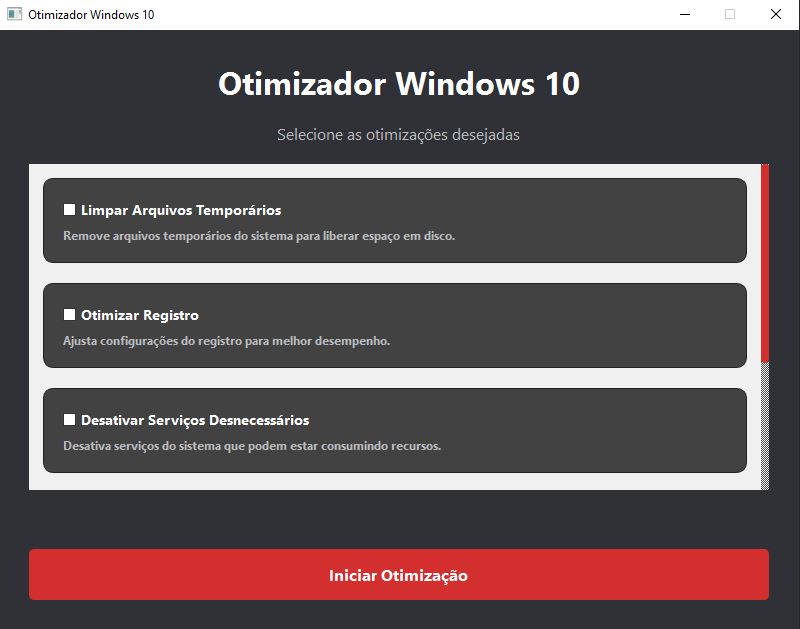 Otimizador Windows 10
Otimizador Windows 10
Selecione as otimizações desejadas
Limpar Arquivos Temporários
Remove arquivos temporários do sistema para liberar espaço em disco.
Otimizar Registro
Ajusta configurações do registro para melhor desempenho.
Desativar Serviços Desnecessários
Desativa serviços do sistema que podem estar consumindo recursos.
Iniciar Otimização